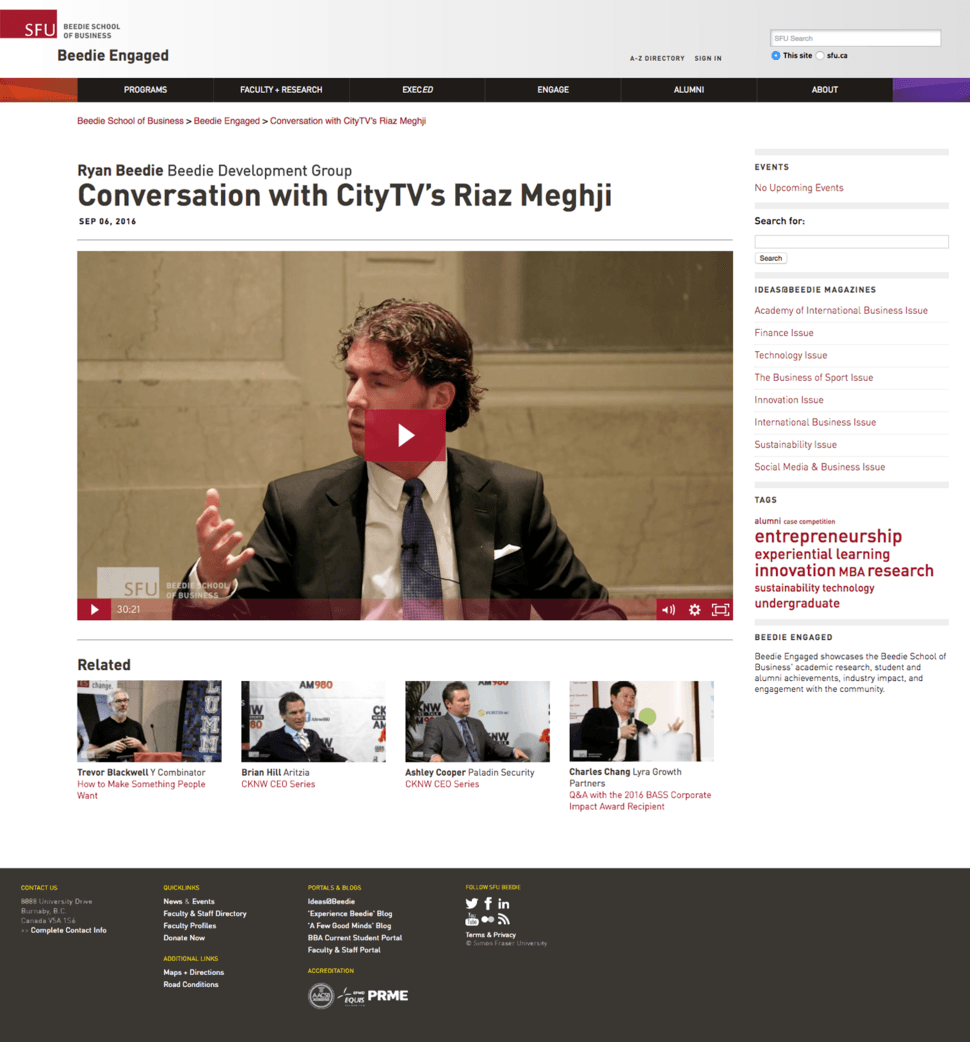 SFU BEEDIE SCHOOL
OF BUSINESS
Beedie Engaged
A-Z DIRECTORY SIGN IN
SFU Search
This site sfu.ca
PROGRAMS FACULTY + RESEARCH EXECED ENGAGE ALUMNI ABOUT
Beedie School of Business > Beedie Engaged > Conversation with CityTV's Riaz Meghji
Ryan Beedie Beedie Development Group
Conversation with CityTV's Riaz Meghji
SEP 06, 2016
SFU BEEDIE SCHOOL
OF BUSINESS
30:21
Related
change.
AM980
CKNW
AM980
Trevor Blackwell Y Combinator
How to Make Something People
Want
Brian Hill Aritzia
CKNW CEO Series
Ashley Cooper Paladin Security
CKNW CEO Series
Charles Chang Lyra Growth
Partners
Q&A with the 2016 BASS Corporate
Impact Award Recipient
EVENTS
No Upcoming Events
Search for:
Search
IDEAS@BEEDIE MAGAZINES
Academy of International Business Issue
Finance Issue
Technology Issue
The Business of Sport Issue
Innovation Issue
International Business Issue
Sustainability Issue
Social Media & Business Issue
TAGS
alumni case competition
entrepreneurship
experiential learning
innovation MBA research
sustainability technology
undergraduate
BEEDIE ENGAGED
Beedie Engaged showcases the Beedie School of
Business' academic research, student and
alumni achievements, industry impact, and
engagement with the community.
CONTACT US
8888 University Drive
Burnaby, B.C.
Canada V5A 1S6
>> Complete Contact Info
QUICKLINKS
News & Events
Faculty & Staff Directory
Faculty Profiles
Donate Now
ADDITIONAL LINKS
Maps + Directions
Road Conditions
PORTALS & BLOGS
Ideas@Beedie
'Experience Beedie' Blog
'A Few Good Minds' Blog
BBA Current Student Portal
Faculty & Staff Portal
ACCREDITATION
AACSB
EFMD
EQUIS
PRME
FOLLOW SFU BEEDIE
You
Tube
Terms & Privacy
© Simon Fraser University